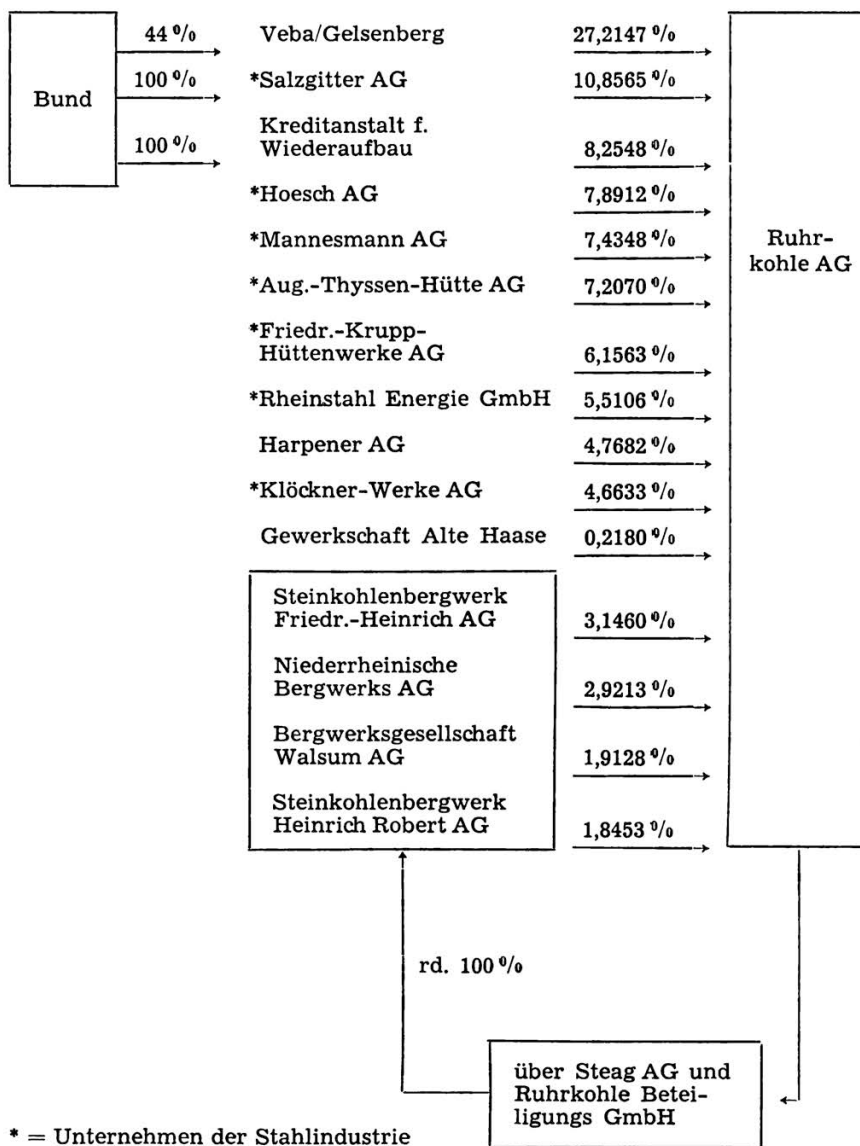 44 % Veba/Gelsenberg 27,2147 %
Bund
100 % *Salzgitter AG 10,8565 %
Kreditanstalt f.
100 % Wiederaufbau 8,2548 %
*Hoesch AG 7,8912 %
*Mannesmann AG 7,4348 %
Ruhr-
kohle AG
*Aug.-Thyssen-Hütte AG 7,2070 %
*Friedr.-Krupp-
Hüttenwerke AG 6,1563 %
*Rheinstahl Energie GmbH 5,5106 %
Harpener AG 4,7682 %
*Klöckner-Werke AG 4,6633 %
Gewerkschaft Alte Haase 0,2180 %
Steinkohlenbergwerk
Friedr.-Heinrich AG 3,1460 %
Niederrheinische
Bergwerks AG 2,9213 %
Bergwerksgesellschaft
Walsum AG 1,9128 %
Steinkohlenbergwerk
Heinrich Robert AG 1,8453 %
rd. 100 %
über Steag AG und
Ruhrkohle Betei-
ligungs GmbH
* = Unternehmen der Stahlindustrie